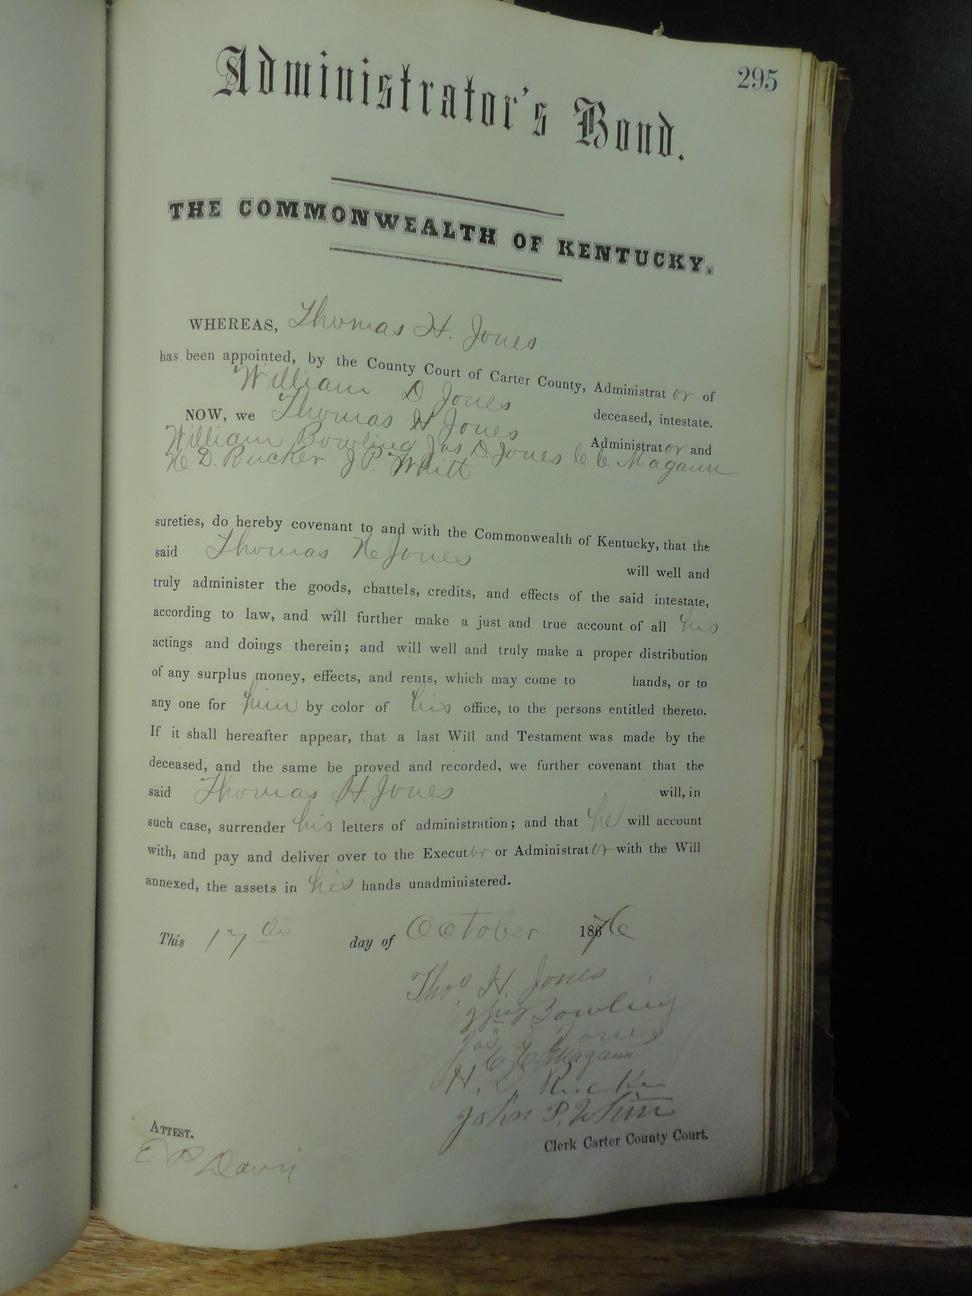 295
Administrator's Bond.
THE COMMONWEALTH OF KENTUCKY.
WHEREAS, Thomas H. Jones
has been appointed, by the County Court of Carter County, Administrator of
William D. Jones deceased, intestate.
NOW, we Thomas H Jones Administrator and
William Bowling Jas D. Jones C C Magann
H. D. Rucker J. P. Whitt
sureties, do hereby covenant to and with the Commonwealth of Kentucky, that the
said Thomas H Jones will well and
truly administer the goods, chattels, credits, and effects of the said intestate,
according to law, and will further make a just and true account of all his
actings and doings therein; and will well and truly make a proper distribution
of any surplus money, effects, and rents, which may come to hands, or to
any one for him by color of his office, to the persons entitled thereto.
If it shall hereafter appear, that a last Will and Testament was made by the
deceased, and the same be proved and recorded, we further covenant that the
said Thomas H. Jones will, in
such case, surrender his letters of administration; and that he will account
with, and pay and deliver over to the Executor or Administrator with the Will
annexed, the assets in his hands unadministered.
This 17th day of October 1876
Thos H. Jones
Wm Bowling
Jas D Jones
C C Magann
H. D. Rucker
John P. Whitt
ATTEST. Clerk Carter County Court.
Davis